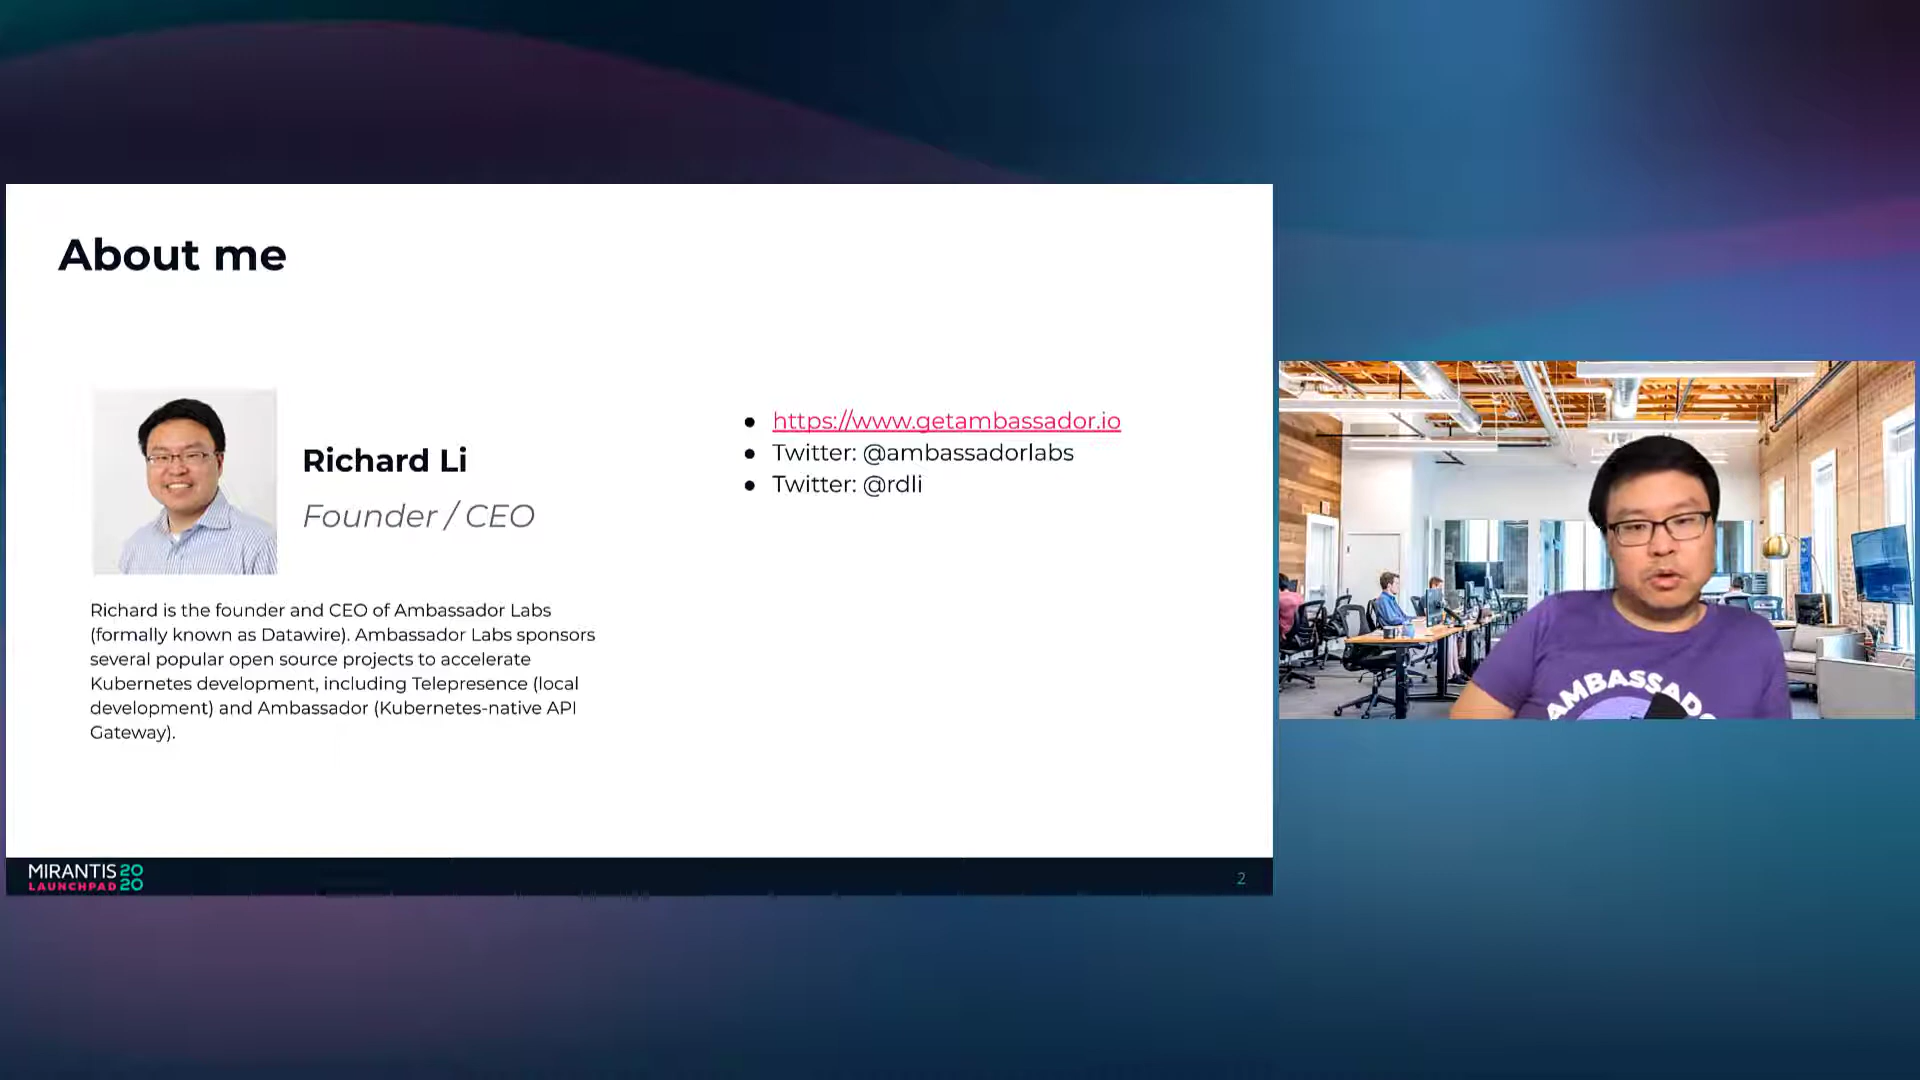 About me
Richard Li
Founder / CEO
Richard is the founder and CEO of Ambassador Labs
(formally known as Datawire). Ambassador Labs sponsors
several popular open source projects to accelerate
Kubernetes development, including Telepresence (local
development) and Ambassador (Kubernetes-native API
Gateway).
● https://www.getambassador.io
● Twitter: @ambassadorlabs
● Twitter: @rdli
MIRANTIS 20
LAUNCHPAD 20
2